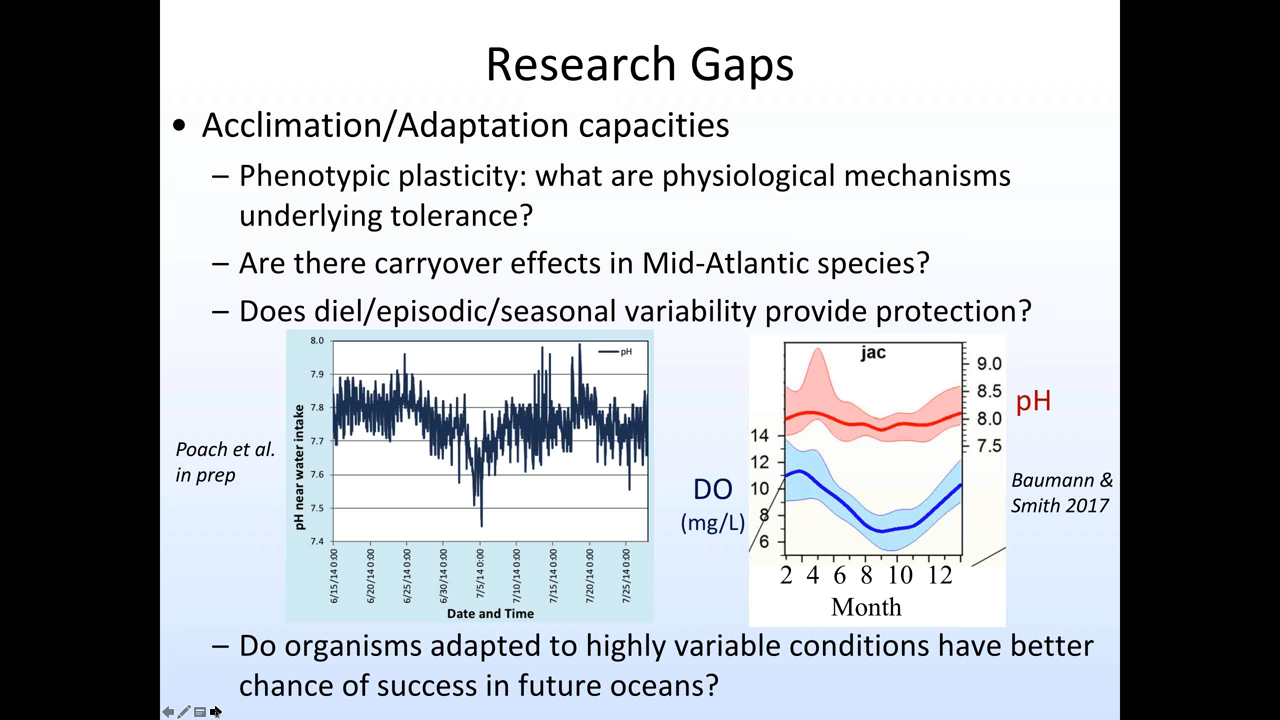 Research Gaps
• Acclimation/Adaptation capacities
– Phenotypic plasticity: what are physiological mechanisms
underlying tolerance?
– Are there carryover effects in Mid-Atlantic species?
– Does diel/episodic/seasonal variability provide protection?
Poach et al.
in prep
pH near water intake
8.0
7.9
7.8
7.7
7.6
7.5
7.4
pH
6/15/14 0:00
6/20/14 0:00
6/25/14 0:00
6/30/14 0:00
7/5/14 0:00
7/10/14 0:00
7/15/14 0:00
7/20/14 0:00
7/25/14 0:00
Date and Time
DO
(mg/L)
jac
14
12
10
8
6
9.0
8.5
8.0
7.5
pH
2 4 6 8 10 12
Month
Baumann &
Smith 2017
– Do organisms adapted to highly variable conditions have better
chance of success in future oceans?